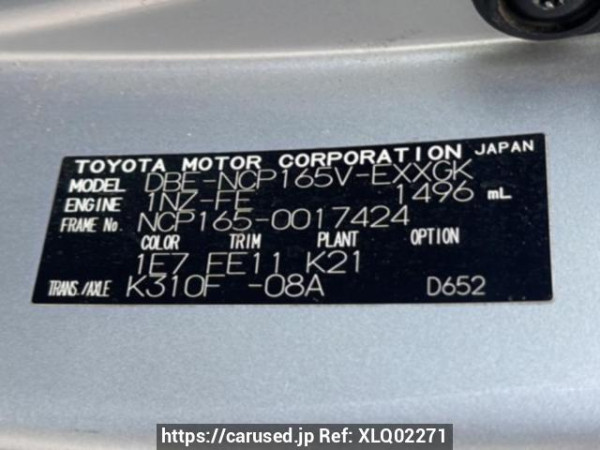 TOYOTA MOTOR CORPORATION JAPAN
MODEL DBE-NCP165V-EXXGK
ENGINE 1NZ-FE 1496 mL
FRAME No. NCP165-0017424
COLOR TRIM PLANT OPTION
1E7 EE11 K21
TRANS./AXLE K310F -08A D652
https://carused.jp Ref: XLQ02271